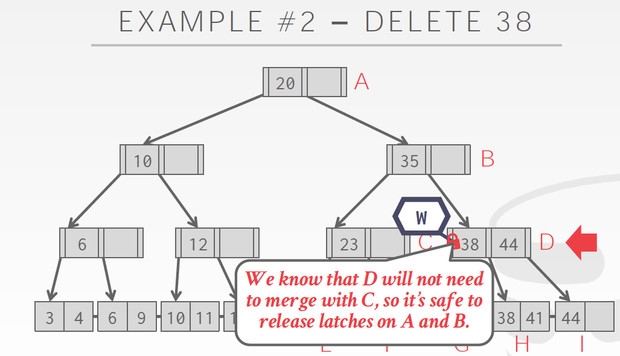 EXAMPLE #2 – DELETE 38
20 A
10 35 B
W
6 12 23 C 38 44 D
We know that D will not need
to merge with C, so it's safe to
release latches on A and B.
3 4 6 9 10 11 38 41 44
H I